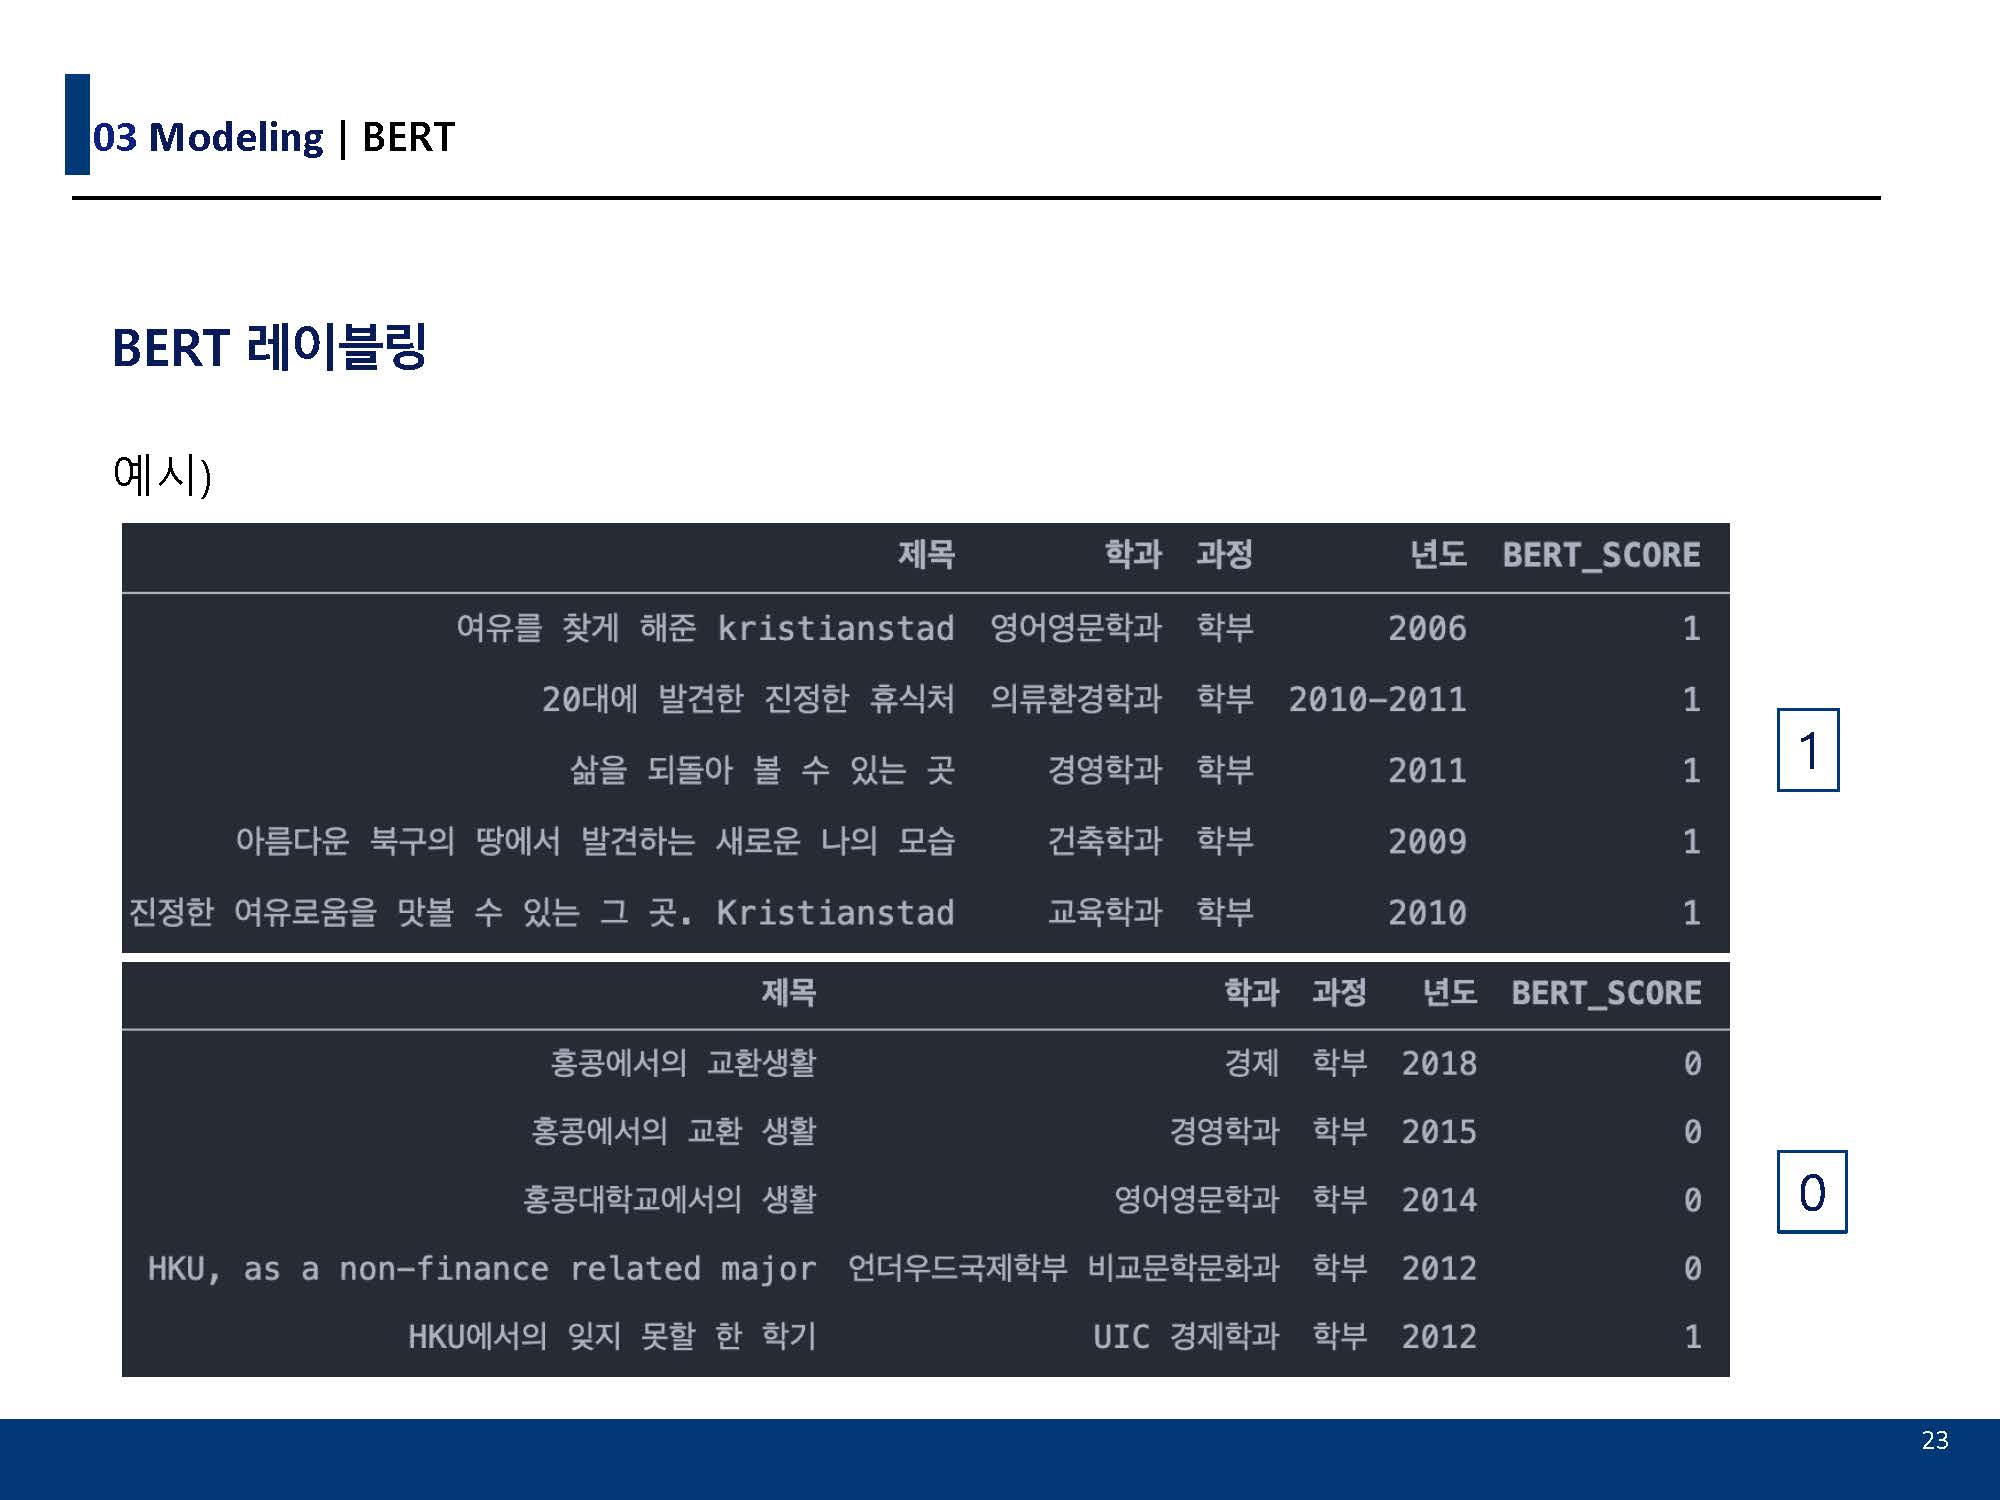 03 Modeling | BERT
BERT 레이블링
예시)
제목 학과 과정 년도 BERT_SCORE
여유를 찾게 해준 kristianstad 영어영문학과 학부 2006 1
20대에 발견한 진정한 휴식처 의류환경학과 학부 2010-2011 1
삶을 되돌아 볼 수 있는 곳 경영학과 학부 2011 1
아름다운 북구의 땅에서 발견하는 새로운 나의 모습 건축학과 학부 2009 1
진정한 여유로움을 맛볼 수 있는 그 곳. Kristianstad 교육학과 학부 2010 1
1
제목 학과 과정 년도 BERT_SCORE
홍콩에서의 교환생활 경제 학부 2018 0
홍콩에서의 교환 생활 경영학과 학부 2015 0
홍콩대학교에서의 생활 영어영문학과 학부 2014 0
HKU, as a non-finance related major 언더우드국제학부 비교문학문화과 학부 2012 0
HKU에서의 잊지 못할 한 학기 UIC 경제학과 학부 2012 1
0
23